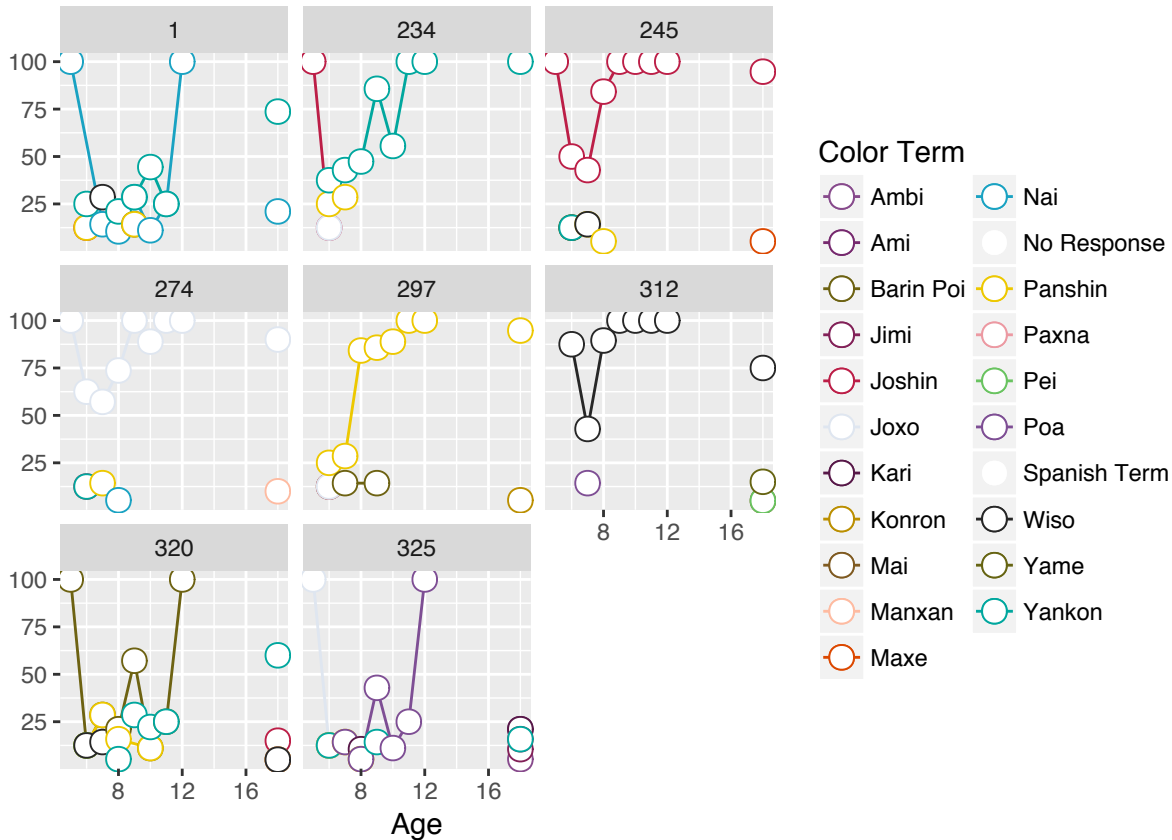 1 234 245
100
75
50
25
274 297 312
100
75
50
25
8 12 16
320 325
100
75
50
25
8 12 16 8 12 16
Age
Color Term
Ambi Nai
Ami No Response
Barin Poi Panshin
Jimi Paxna
Joshin Pei
Joxo Poa
Kari Spanish Term
Konron Wiso
Mai Yame
Manxan Yankon
Maxe